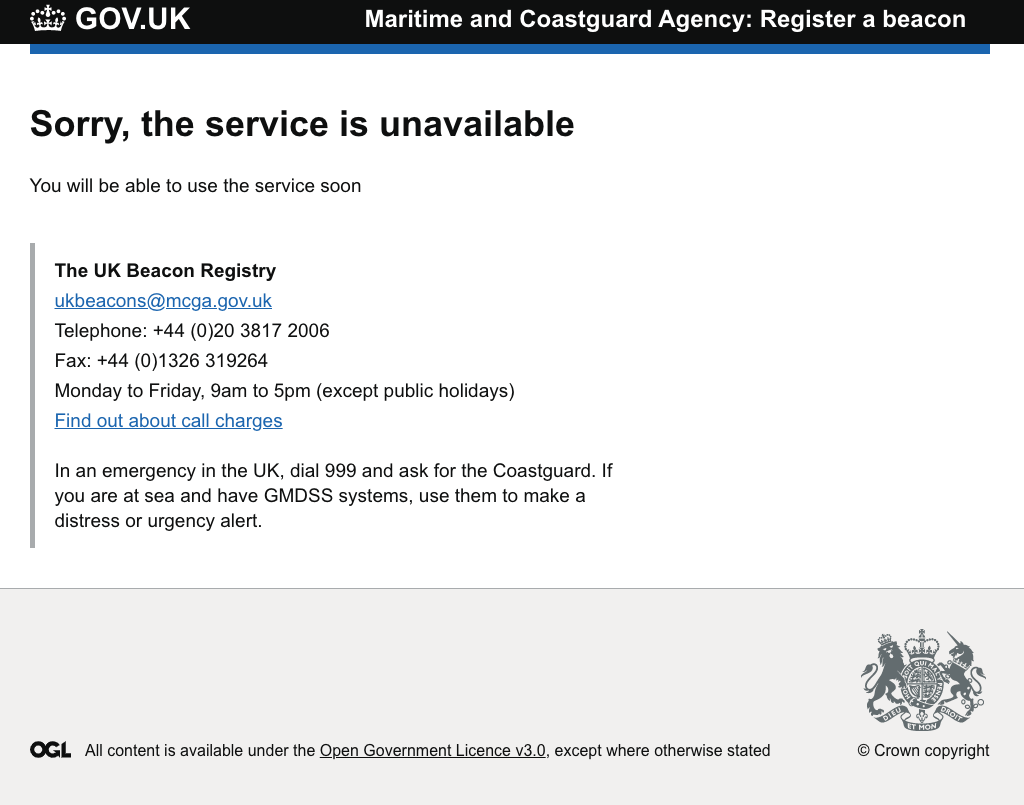 GOV.UK
Maritime and Coastguard Agency: Register a beacon
Sorry, the service is unavailable
You will be able to use the service soon
The UK Beacon Registry
ukbeacons@mcga.gov.uk
Telephone: +44 (0)20 3817 2006
Fax: +44 (0)1326 319264
Monday to Friday, 9am to 5pm (except public holidays)
Find out about call charges
In an emergency in the UK, dial 999 and ask for the Coastguard. If
you are at sea and have GMDSS systems, use them to make a
distress or urgency alert.
DIEU ET MON DROIT
OGL All content is available under the Open Government Licence v3.0, except where otherwise stated
© Crown copyright